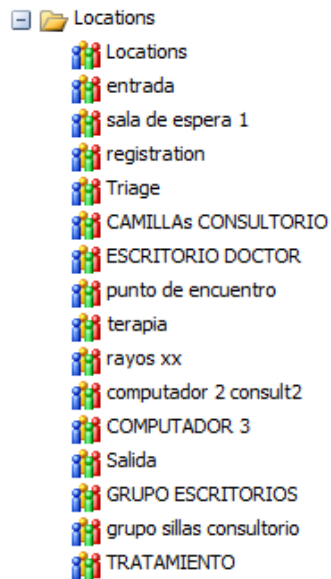 Locations
Locations
entrada
sala de espera 1
registration
Triage
CAMILLAs CONSULTORIO
ESCRITORIO DOCTOR
punto de encuentro
terapia
rayos xx
computador 2 consult2
COMPUTADOR 3
Salida
GRUPO ESCRITORIOS
grupo sillas consultorio
TRATAMIENTO